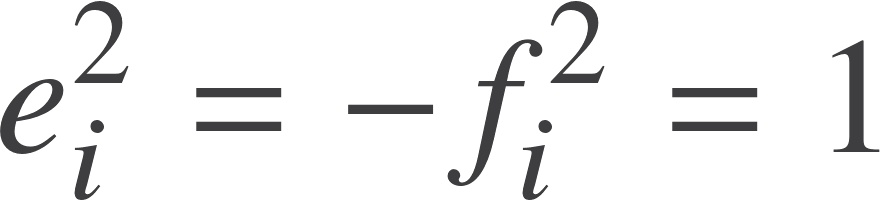 $e_i^2 = -f_i^2 = 1$